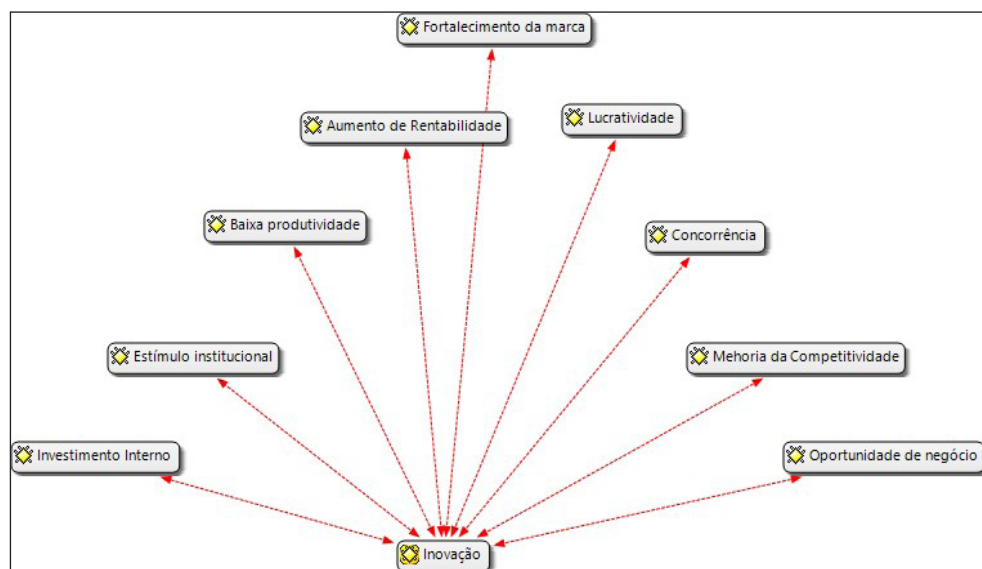 Fortalecimento da marca
Lucratividade
Aumento de Rentabilidade
Baixa produtividade
Concorrência
Estímulo institucional
Mehoria da Competitividade
Investimento Interno
Oportunidade de negócio
Inovação